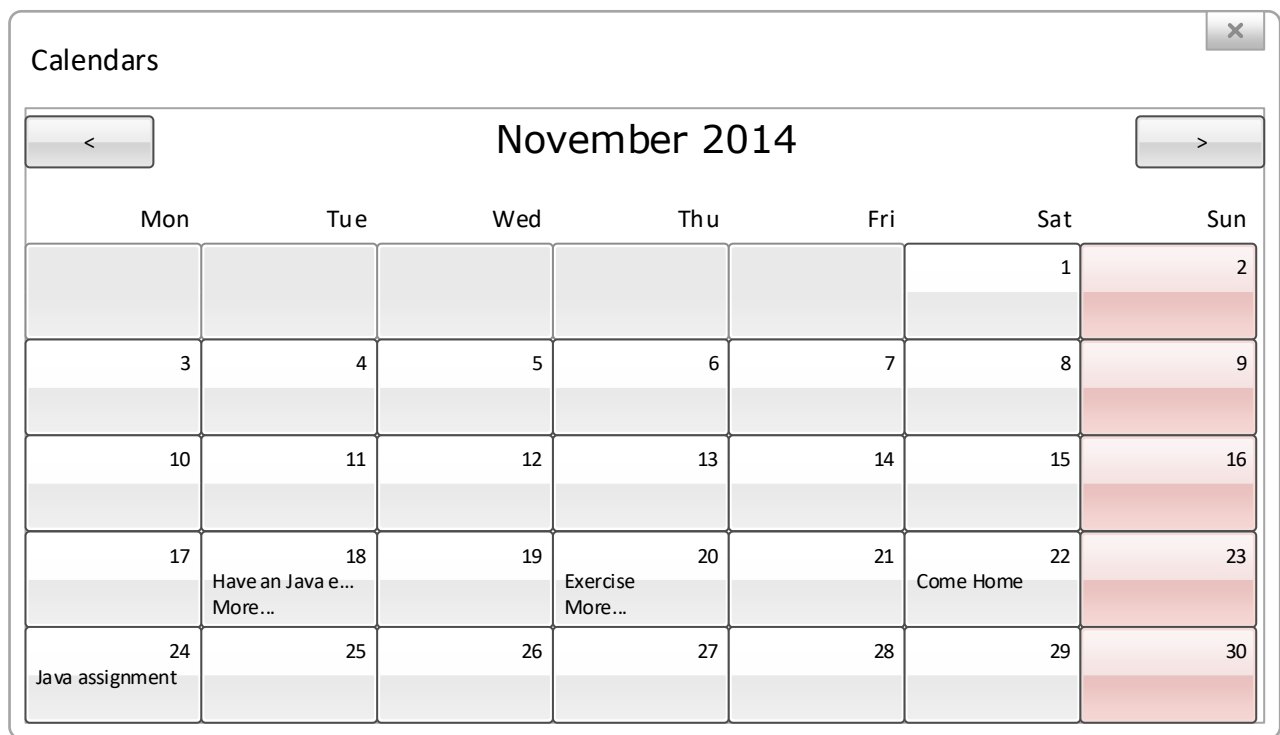 ×
Calendars
< November 2014 >
Mon Tue Wed Thu Fri Sat Sun
1 2
3 4 5 6 7 8 9
10 11 12 13 14 15 16
17 18 19 20 21 22 23
Have an Java e... Exercise Come Home
More... More...
24 25 26 27 28 29 30
Java assignment